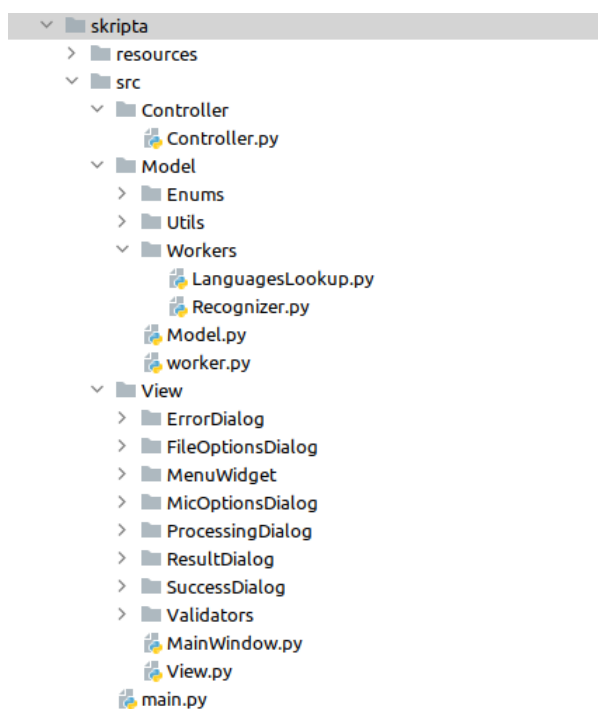 skripta
resources
src
Controller
Controller.py
Model
Enums
Utils
Workers
LanguagesLookup.py
Recognizer.py
Model.py
worker.py
View
ErrorDialog
FileOptionsDialog
MenuWidget
MicOptionsDialog
ProcessingDialog
ResultDialog
SuccessDialog
Validators
MainWindow.py
View.py
main.py